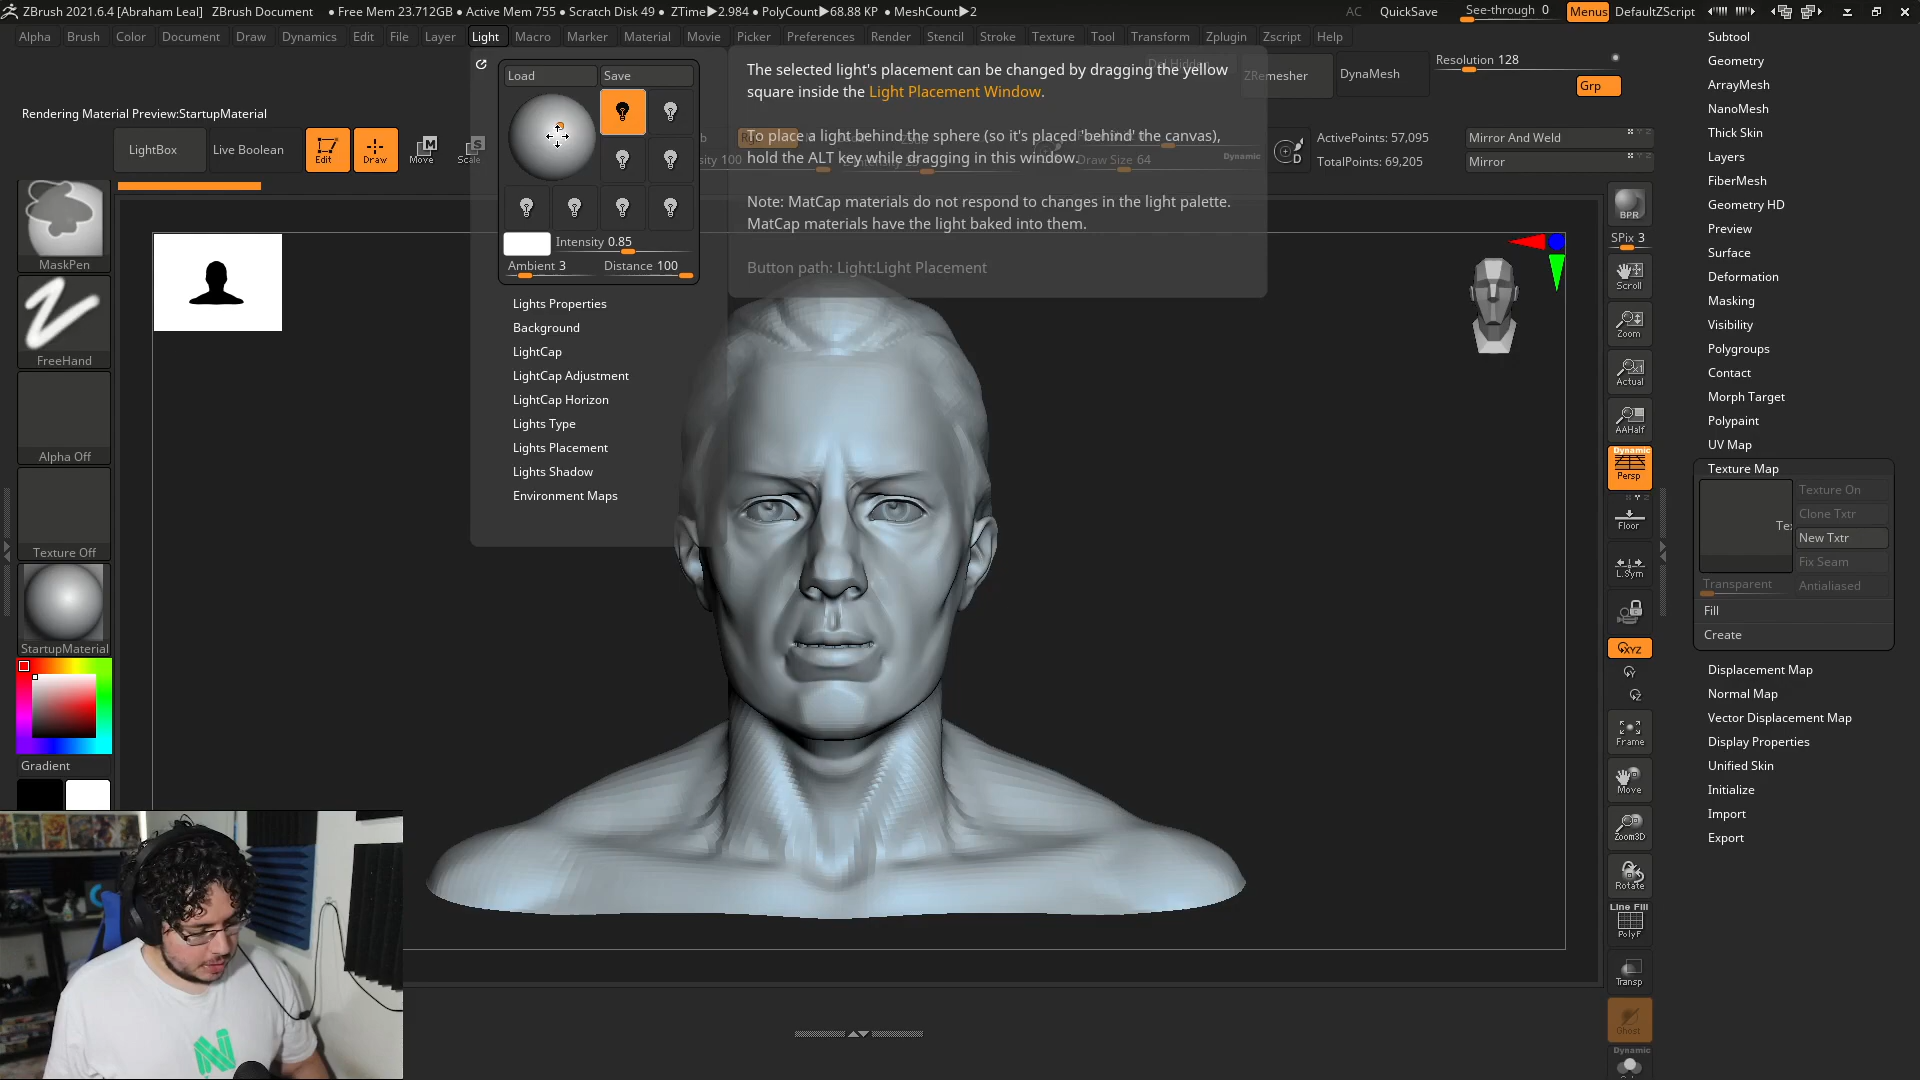 ZBrush 2021.6.4 [Abraham Leal] ZBrush Document ● Free Mem 23.712GB ● Active Mem 755 ● Scratch Disk 49 ● ZTime▶2.984 ● PolyCount▶68.88 KP ● MeshCount▶2 AC QuickSave See-through 0 Menus DefaultZScript
Alpha Brush Color Document Draw Dynamics Edit File Layer Light Macro Marker Material Movie Picker Preferences Render Stencil Stroke Texture Tool Transform Zplugin Zscript Help
Rendering Material Preview:StartupMaterial
LightBox
Live Boolean
Edit
Draw
Move
Scale
Load
Save
Intensity 0.85
Ambient 3
Distance 100
Lights Properties
Background
LightCap
LightCap Adjustment
LightCap Horizon
Lights Type
Lights Placement
Lights Shadow
Environment Maps
The selected light's placement can be changed by dragging the yellow
square inside the Light Placement Window.
To place a light behind the sphere (so it's placed 'behind' the canvas),
hold the ALT key while dragging in this window.
Note: MatCap materials do not respond to changes in the light palette.
MatCap materials have the light baked into them.
Button path: Light:Light Placement
Draw Size 64
Dynamic
ZRemesher
DynaMesh
Resolution 128
Grp
D
ActivePoints: 57,095
TotalPoints: 69,205
Mirror And Weld
Mirror
MaskPen
FreeHand
Alpha Off
Texture Off
StartupMaterial
Gradient
BPR
SPix 3
Scroll
Zoom
Actual
AAHalf
Dynamic
Persp
Floor
L.Sym
XYZ
Frame
Move
Zoom3D
Rotate
Line Fill
PolyF
Transp
Ghost
Dynamic
Subtool
Geometry
ArrayMesh
NanoMesh
Thick Skin
Layers
FiberMesh
Geometry HD
Preview
Surface
Deformation
Masking
Visibility
Polygroups
Contact
Morph Target
Polypaint
UV Map
Texture Map
Texture On
Clone Txtr
New Txtr
Fix Seam
Transparent
Antialiased
Fill
Create
Displacement Map
Normal Map
Vector Displacement Map
Display Properties
Unified Skin
Initialize
Import
Export
N